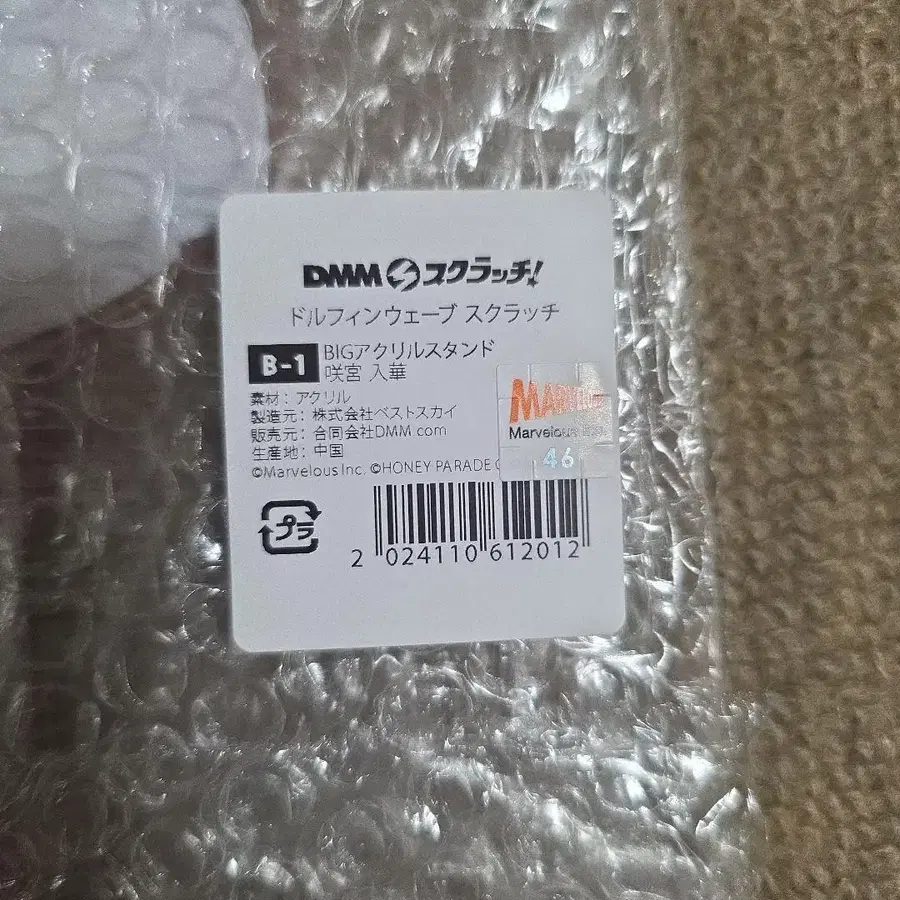 DMM スクラッチ!
ドルフィンウェーブ スクラッチ
B-1 BIGアクリルスタンド
咲宮 入華
素材：アクリル
製造元：株式会社ベストスカイ
販売元：合同会社DMM.com
生産地：中国
©Marvelous Inc. ©HONEY PARADE
Marvelous Inc.
46
プラ
2 024110 612012